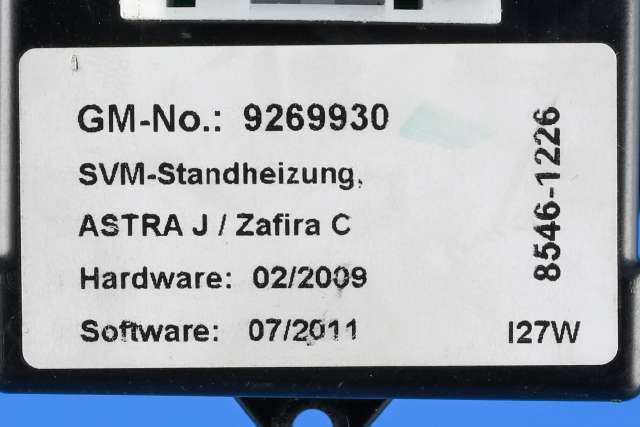 GM-No.: 9269930
SVM-Standheizung,
ASTRA J / Zafira C
Hardware: 02/2009
Software: 07/2011
8546-1226
I27W